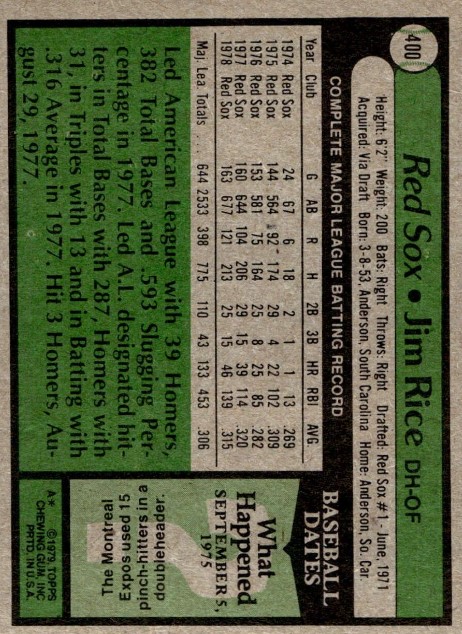 400
Red Sox • Jim Rice DH-OF
Height: 6'2" Weight: 200 Bats: Right Throws: Right Drafted: Red Sox #1-June, 1971
Acquired: Via Draft Born: 3-8-53, Anderson, South Carolina Home: Anderson, So. Car
COMPLETE MAJOR LEAGUE BATTING RECORD
Year Club G AB R H 2B 3B HR RBI AVG
1974 Red Sox 24 67 6 18 2 1 1 13 .269
1975 Red Sox 144 564 92 174 29 4 22 102 .309
1976 Red Sox 153 581 75 164 25 8 25 85 .282
1977 Red Sox 160 644 104 206 29 15 39 114 .320
1978 Red Sox 163 677 121 213 25 15 46 139 .315
Maj. Lea Totals . . . 644 2533 398 775 110 43 133 453 .306
Led American League with 39 Homers,
382 Total Bases and .593 Slugging Per-
centage in 1977. Led A.L. designated hit-
ters in Total Bases with 287, Homers with
31, in Triples with 13 and in Batting with
.316 Average in 1977. Hit 3 Homers, Au-
gust 29, 1977.
BASEBALL
DATES
What
Happened
SEPTEMBER 5,
1975
The Montreal
Expos used 15
pinch-hitters in a
doubleheader.
A* ©1979 TOPPS
CHEWING GUM, INC
PRTD. IN U.S.A.